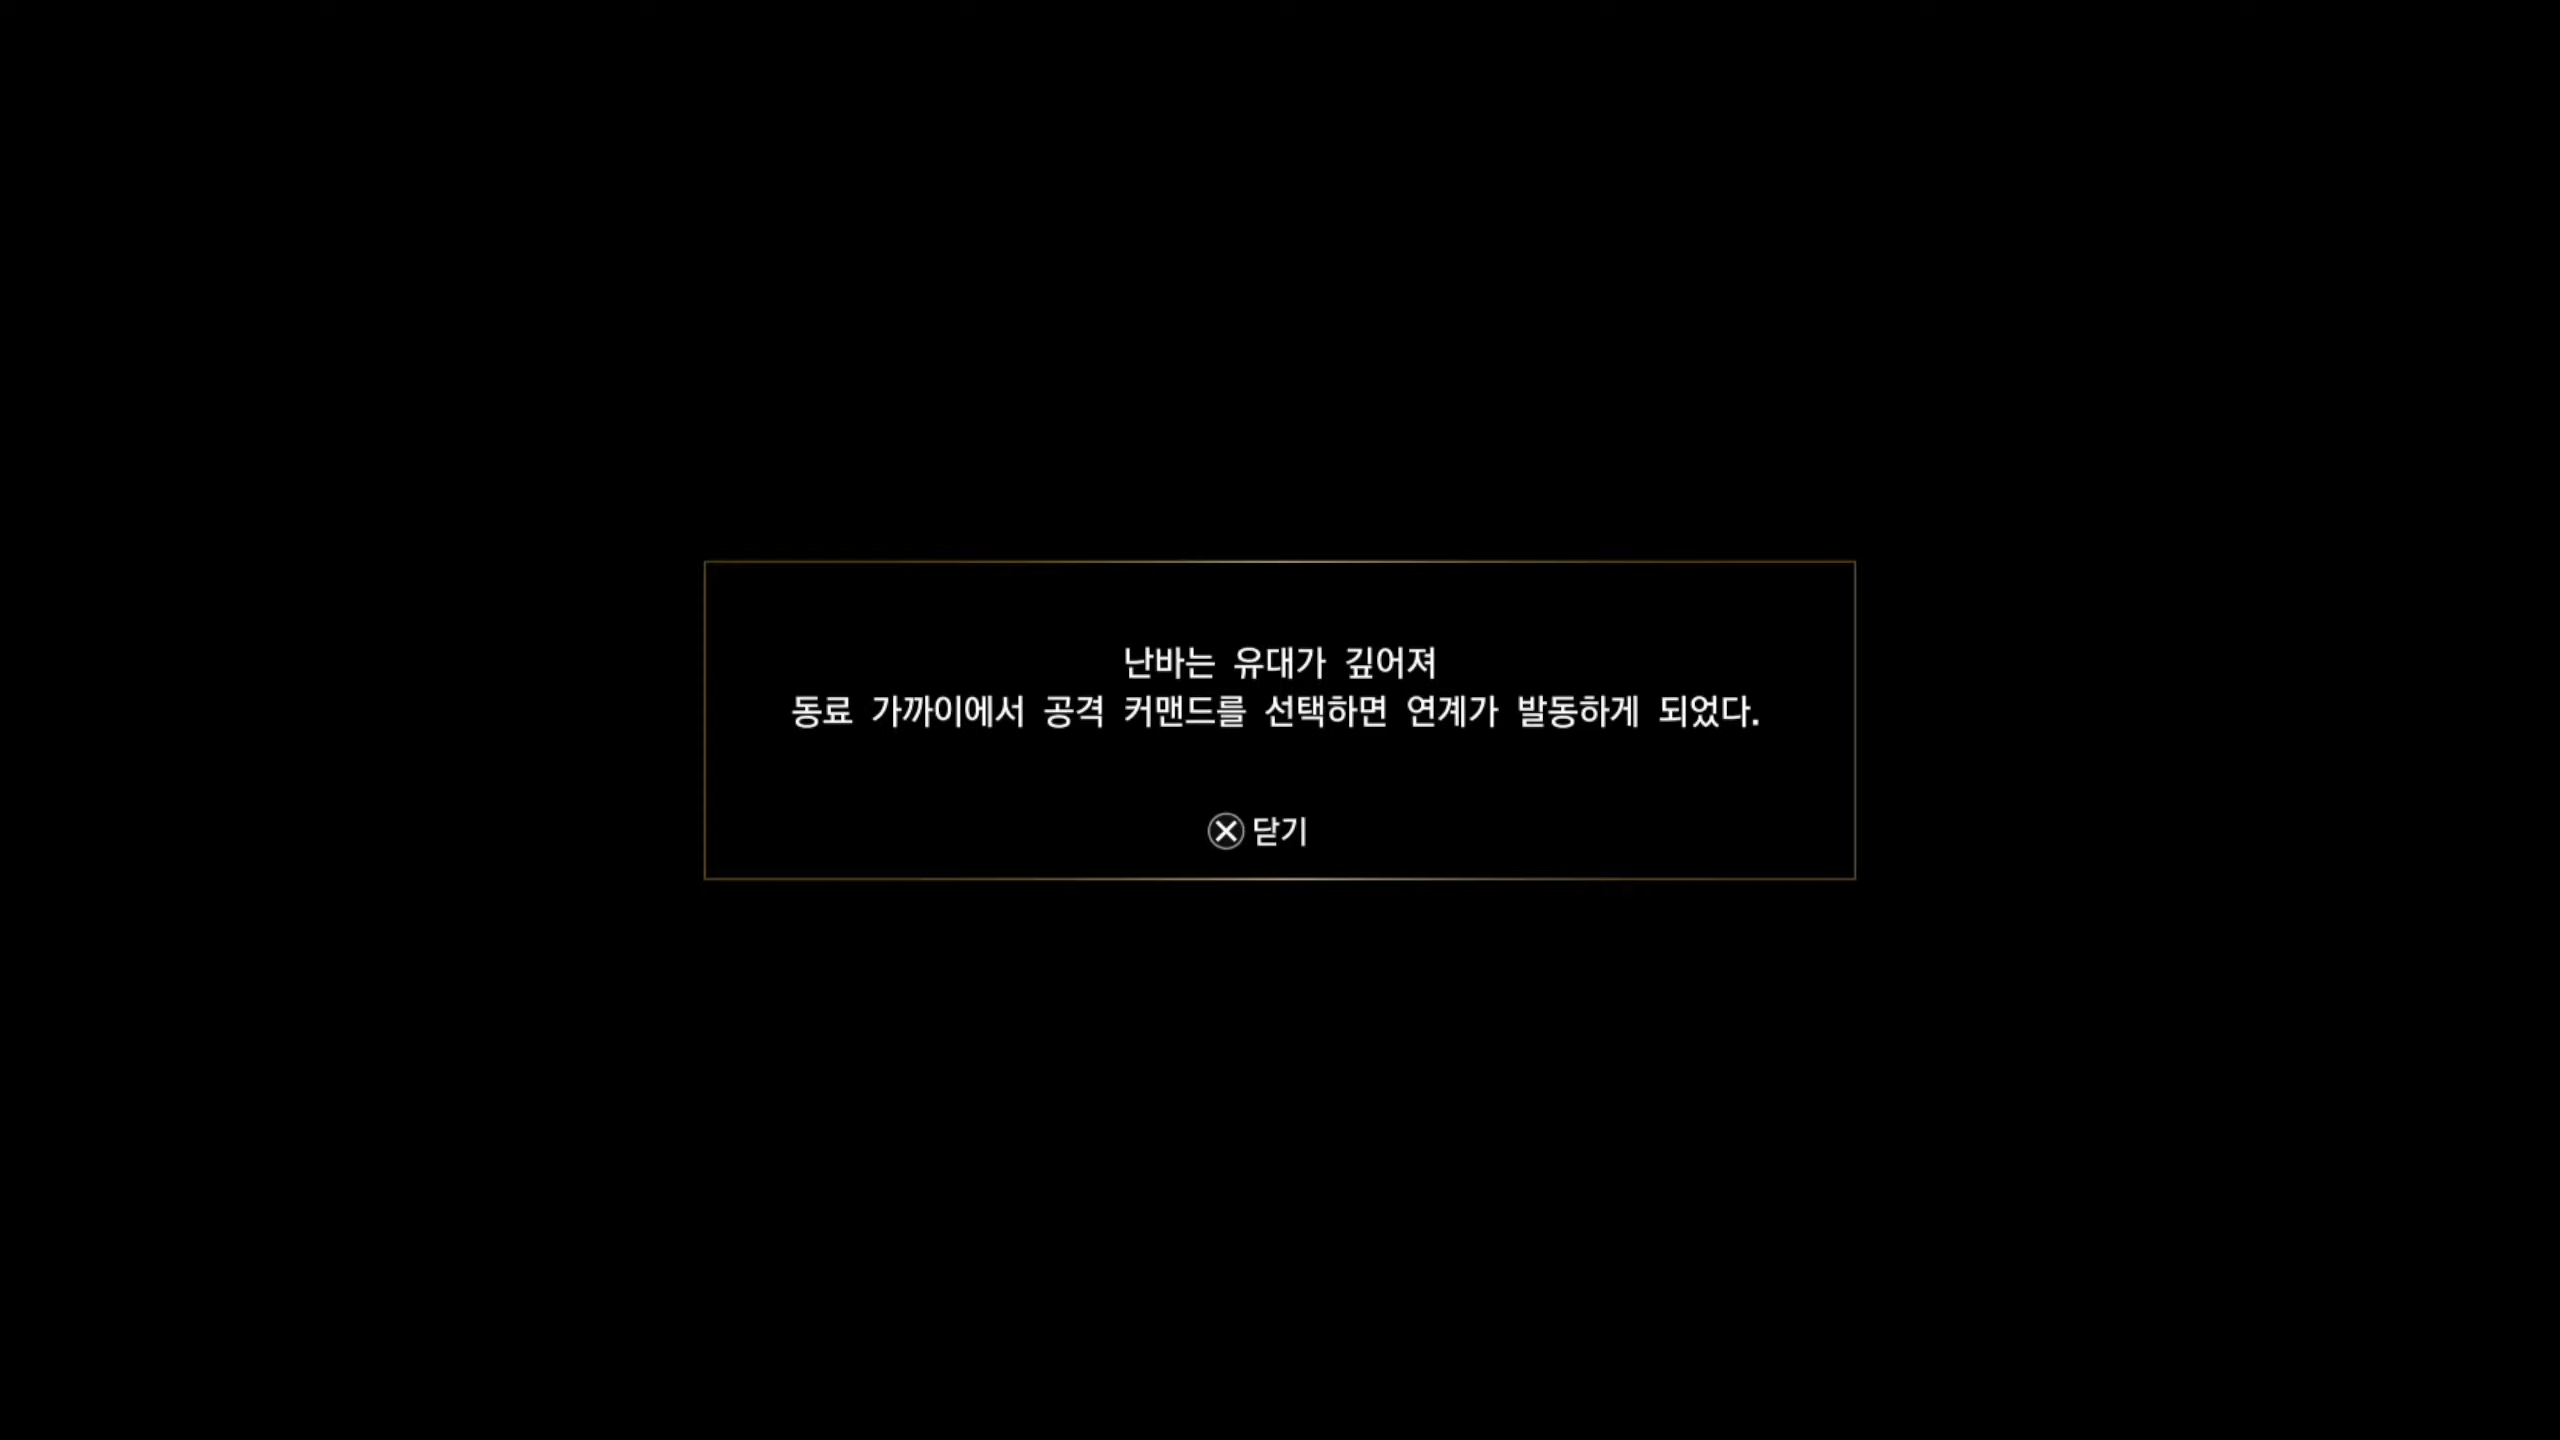 난바는 유대가 깊어져
동료 가까이에서 공격 커맨드를 선택하면 연계가 발동하게 되었다.
닫기